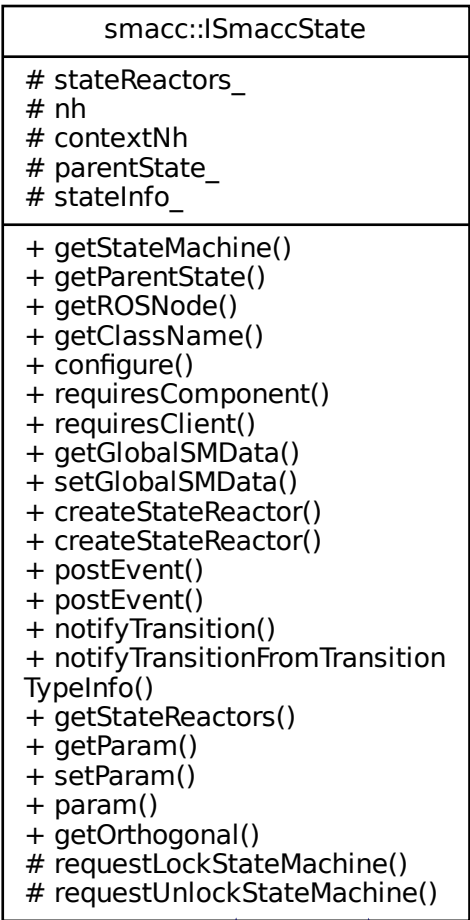 smacc::ISmaccState
# stateReactors_
# nh
# contextNh
# parentState_
# stateInfo_
+ getStateMachine()
+ getParentState()
+ getROSNode()
+ getClassName()
+ configure()
+ requiresComponent()
+ requiresClient()
+ getGlobalSMData()
+ setGlobalSMData()
+ createStateReactor()
+ createStateReactor()
+ postEvent()
+ postEvent()
+ notifyTransition()
+ notifyTransitionFromTransition
TypeInfo()
+ getStateReactors()
+ getParam()
+ setParam()
+ param()
+ getOrthogonal()
# requestLockStateMachine()
# requestUnlockStateMachine()